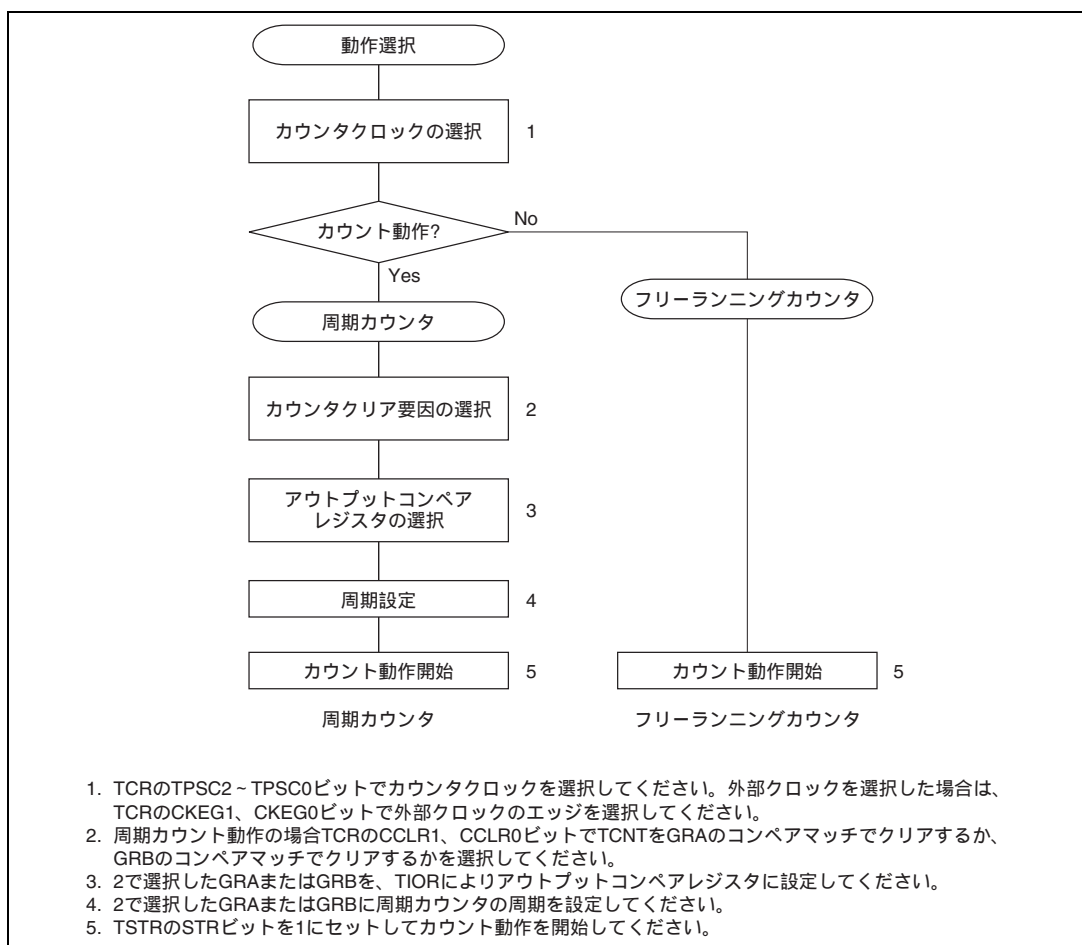 動作選択
カウンタクロックの選択 1
カウント動作?
No
Yes
周期カウンタ
フリーランニングカウンタ
カウンタクリア要因の選択 2
アウトプットコンペア
レジスタの選択
3
周期設定 4
カウント動作開始 5
カウント動作開始 5
周期カウンタ
フリーランニングカウンタ
1. TCRのTPSC2~TPSC0ビットでカウンタクロックを選択してください。外部クロックを選択した場合は、
TCRのCKEG1、CKEG0ビットで外部クロックのエッジを選択してください。
2. 周期カウント動作の場合TCRのCCLR1、CCLR0ビットでTCNTをGRAのコンペアマッチでクリアするか、
GRBのコンペアマッチでクリアするかを選択してください。
3. 2で選択したGRAまたはGRBを、TIORによりアウトプットコンペアレジスタに設定してください。
4. 2で選択したGRAまたはGRBに周期カウンタの周期を設定してください。
5. TSTRのSTRビットを1にセットしてカウント動作を開始してください。